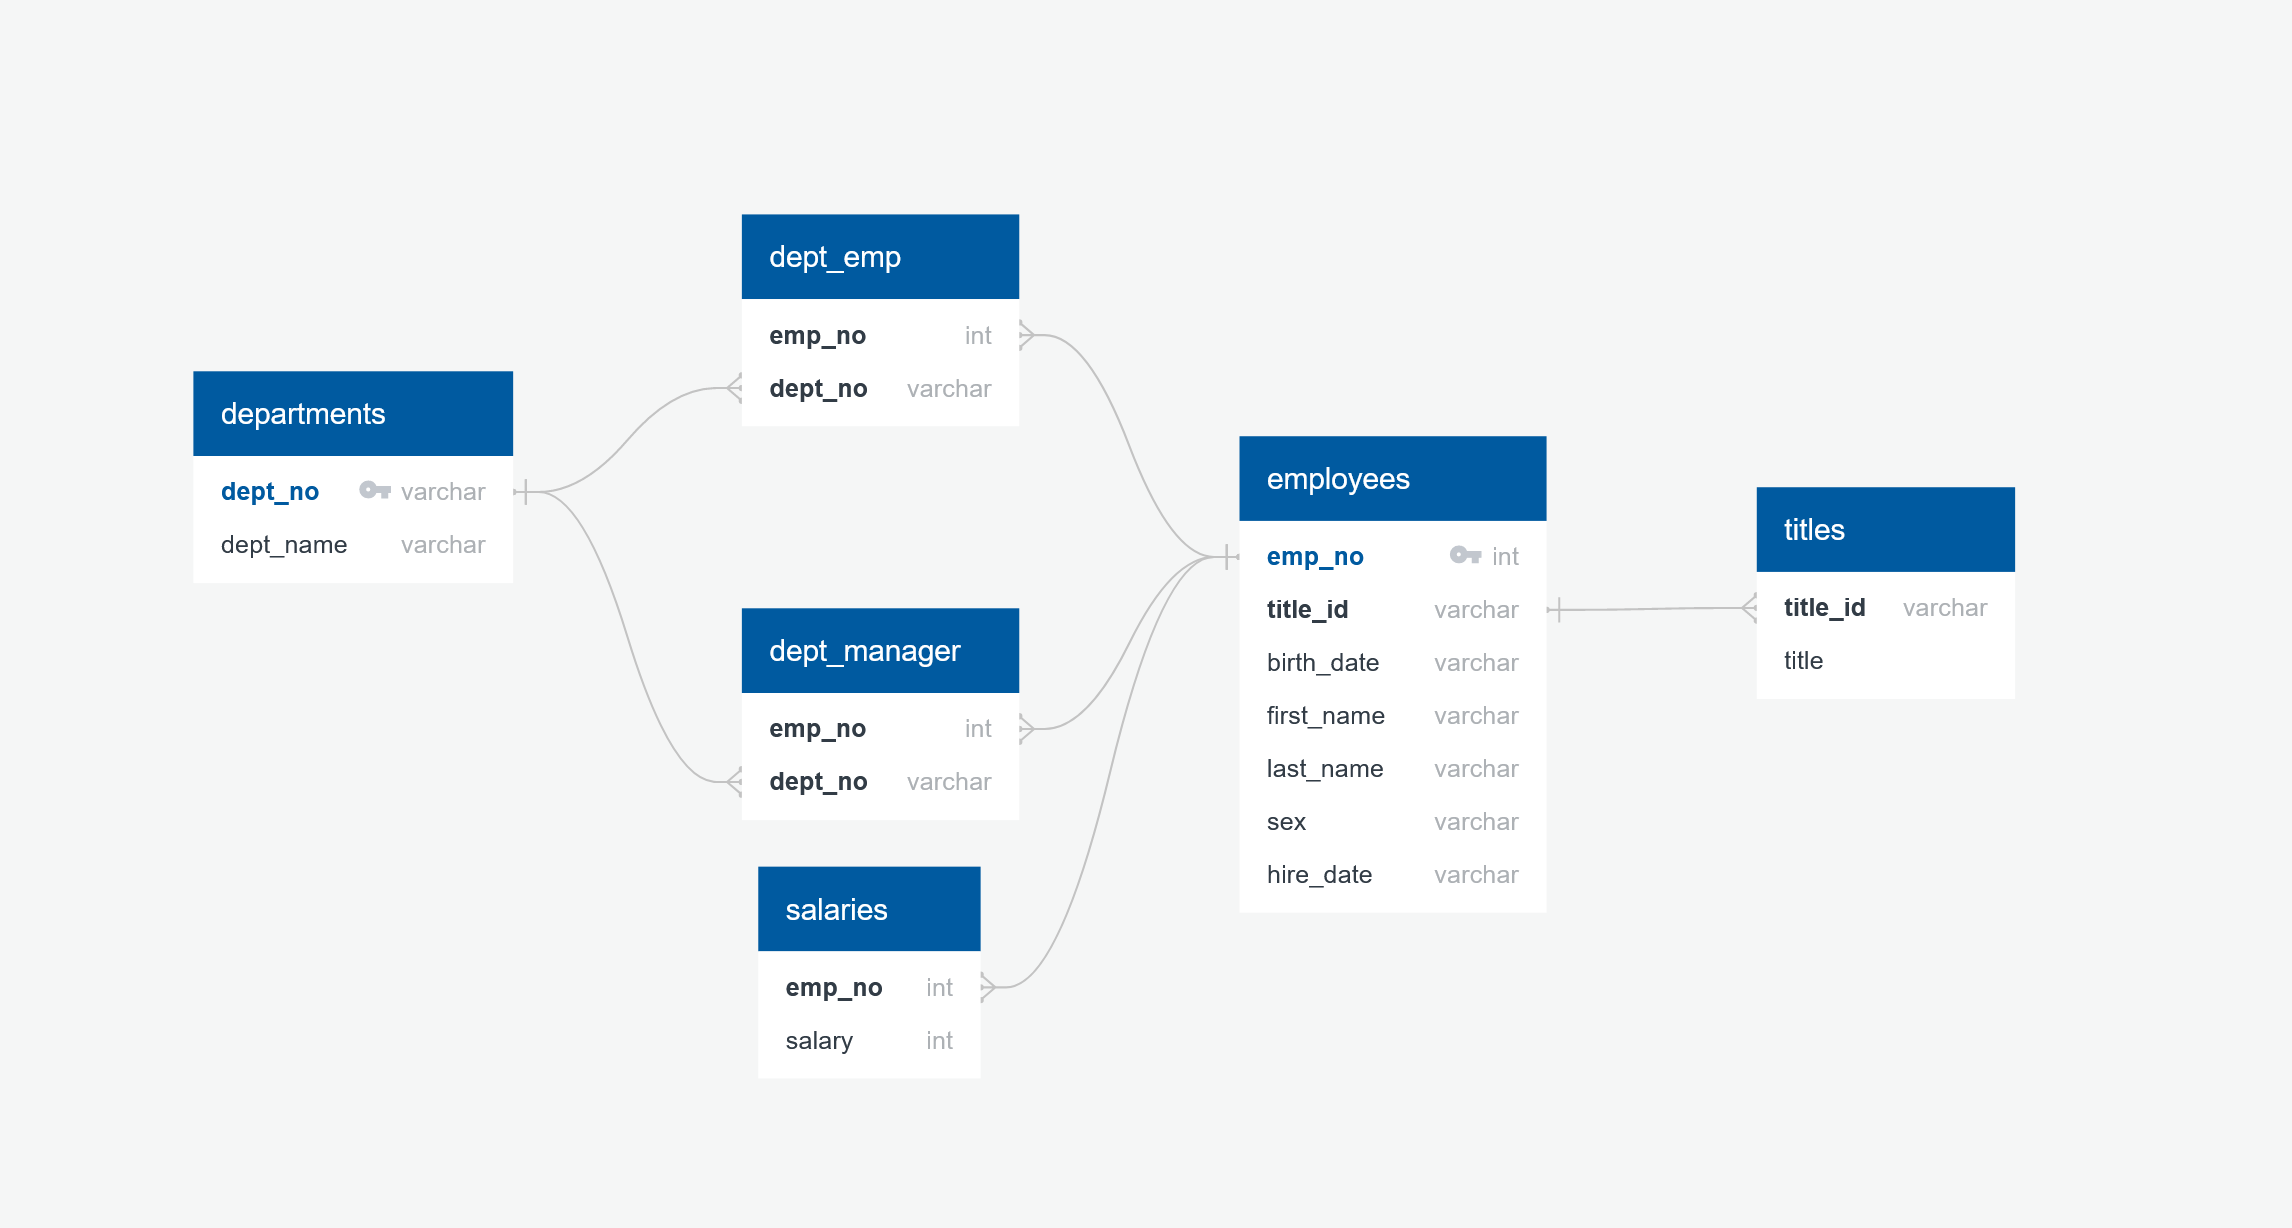 departments
dept_no varchar
dept_name varchar
dept_emp
emp_no int
dept_no varchar
dept_manager
emp_no int
dept_no varchar
salaries
emp_no int
salary int
employees
emp_no int
title_id varchar
birth_date varchar
first_name varchar
last_name varchar
sex varchar
hire_date varchar
titles
title_id varchar
title